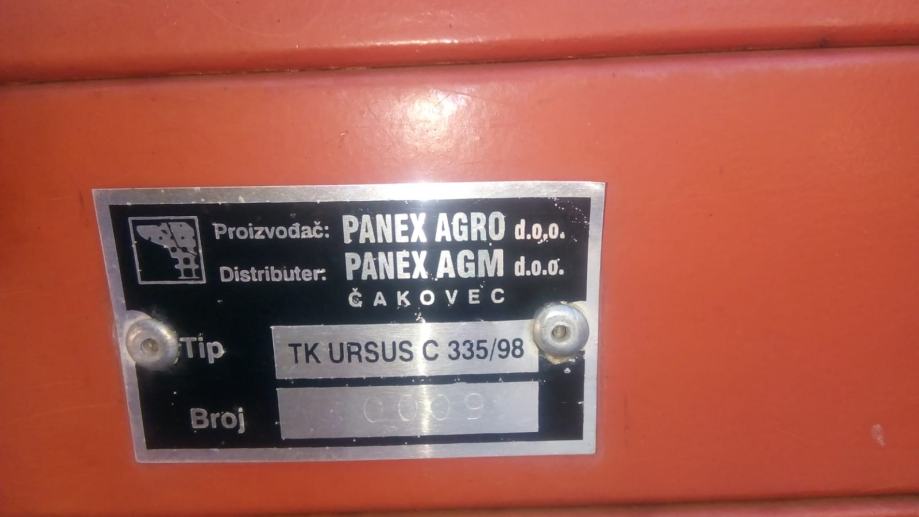 Proizvođač: PANEX AGRO d.o.o.
Distributer: PANEX AGM d.o.o.
ČAKOVEC
Tip TK URSUS C 335/98
Broj 0009